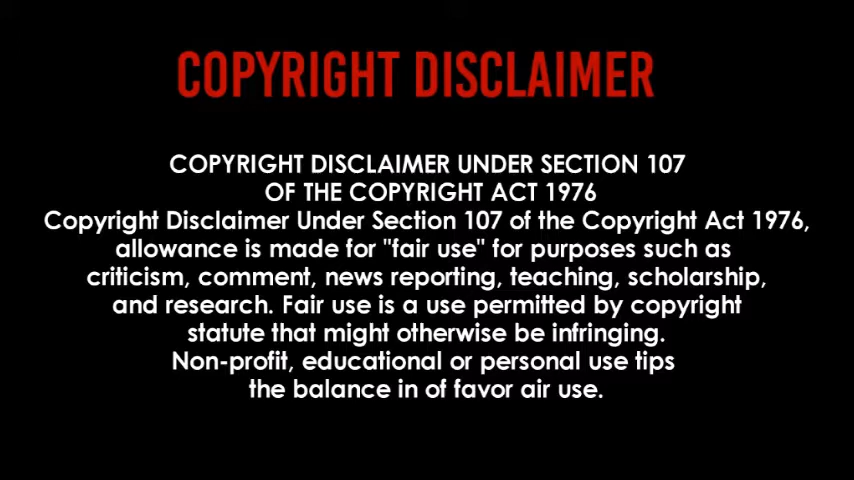 COPYRIGHT DISCLAIMER
COPYRIGHT DISCLAIMER UNDER SECTION 107
OF THE COPYRIGHT ACT 1976
Copyright Disclaimer Under Section 107 of the Copyright Act 1976,
allowance is made for "fair use" for purposes such as
criticism, comment, news reporting, teaching, scholarship,
and research. Fair use is a use permitted by copyright
statute that might otherwise be infringing.
Non-profit, educational or personal use tips
the balance in of favor air use.